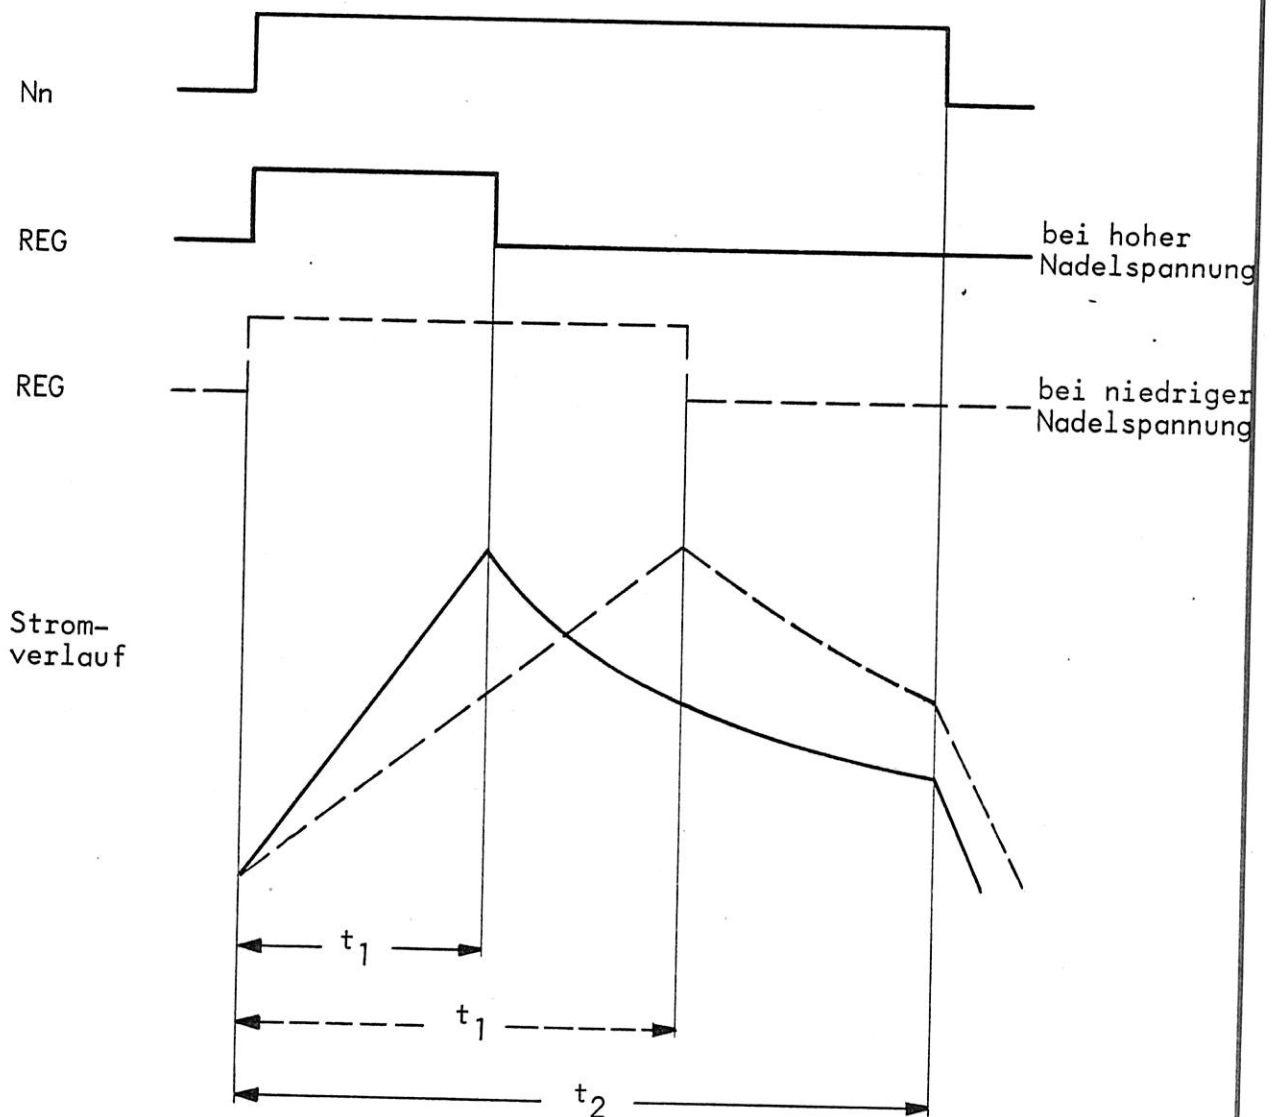 Nn
REG
bei hoher
Nadelspannung
REG
bei niedriger
Nadelspannung
Strom-
verlauf
t1
t1
t2